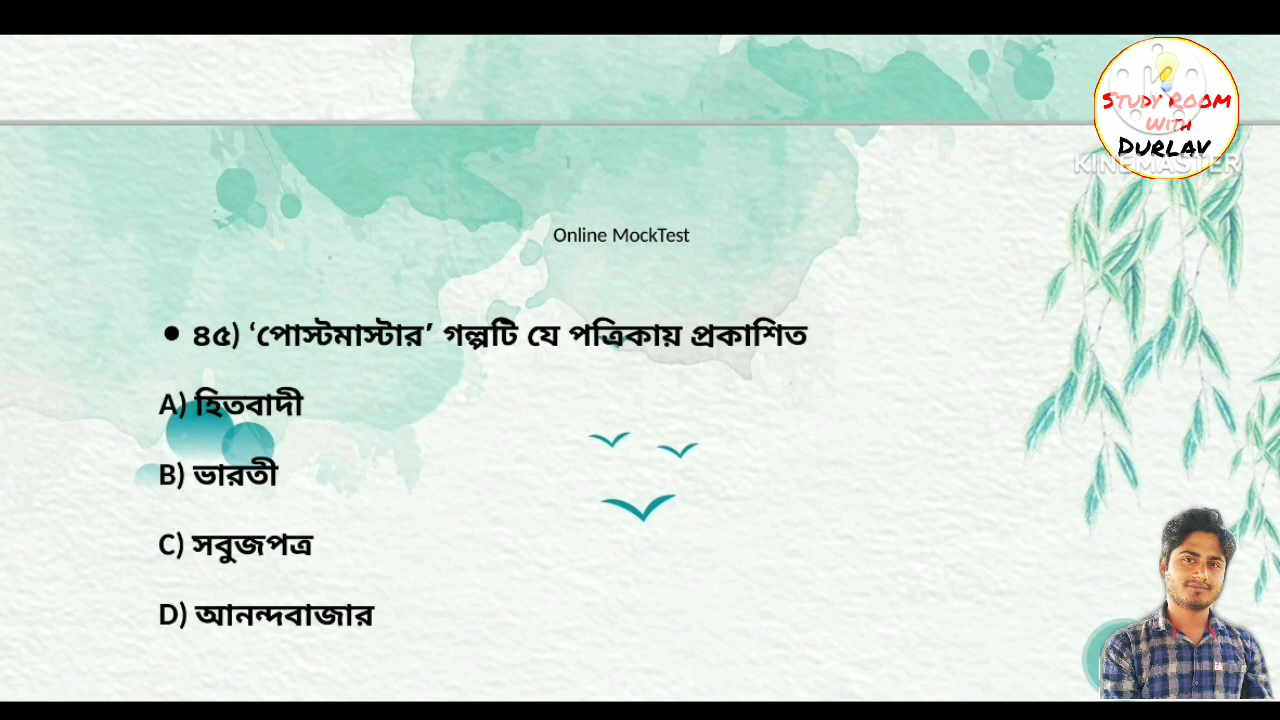 STUDY ROOM
WITH
DURLAV
KINEMASTER
Online MockTest
• ৪৫) ‘পোস্টমাস্টার’ গল্পটি যে পত্রিকায় প্রকাশিত
A) হিতবাদী
B) ভারতী
C) সবুজপত্র
D) আনন্দবাজার